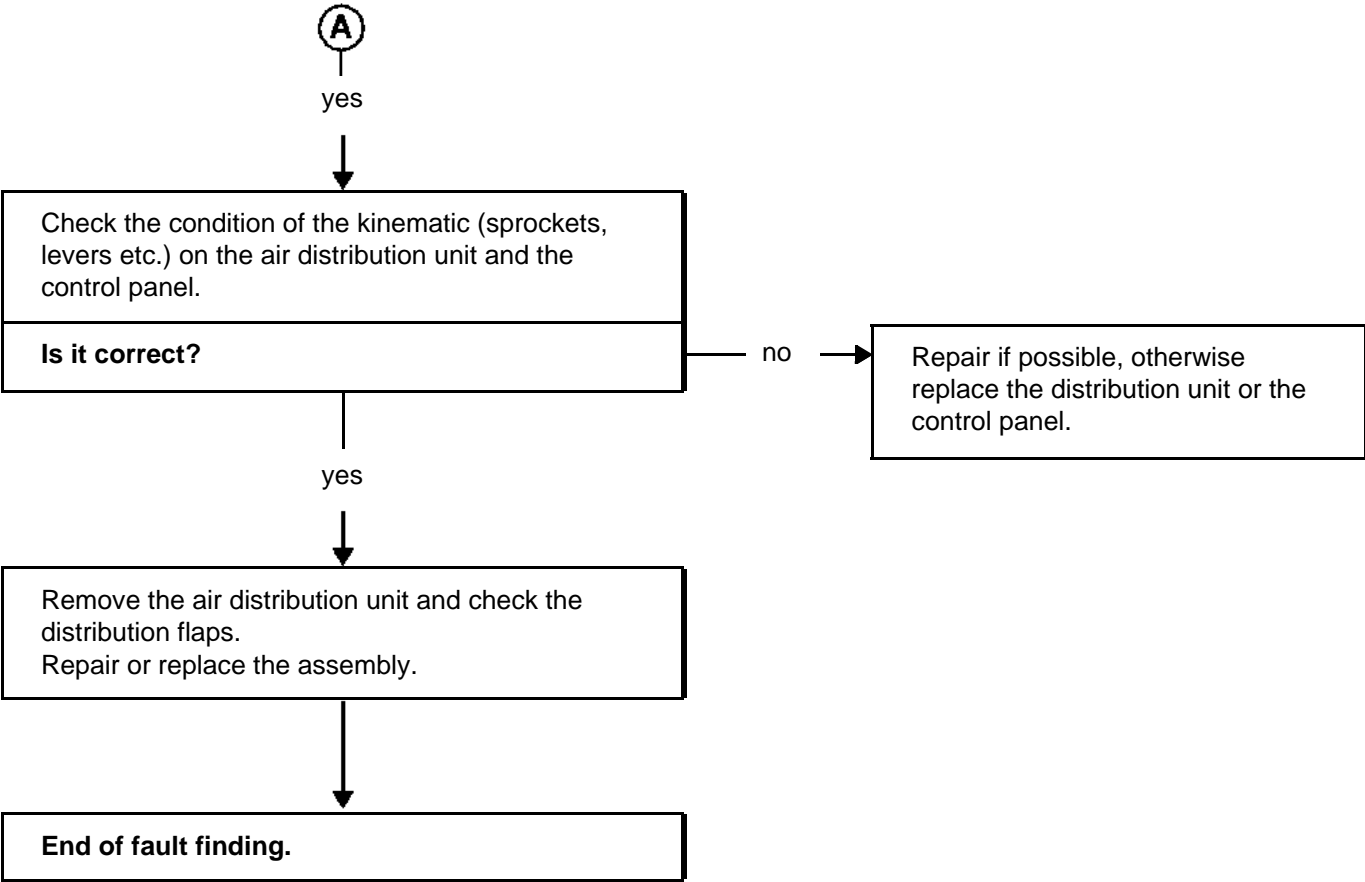 A
yes
Check the condition of the kinematic (sprockets,
levers etc.) on the air distribution unit and the
control panel.
Is it correct?
no
Repair if possible, otherwise
replace the distribution unit or the
control panel.
yes
Remove the air distribution unit and check the
distribution flaps.
Repair or replace the assembly.
End of fault finding.